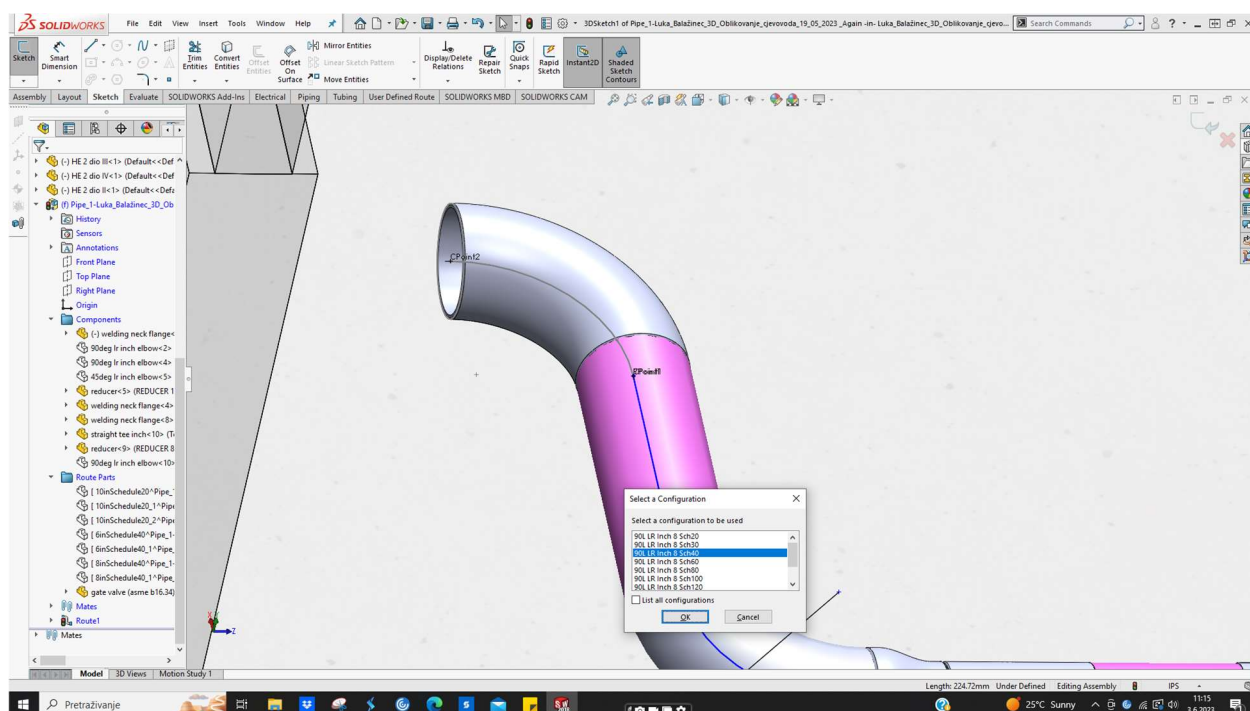 SOLIDWORKS File Edit View Insert Tools Window Help 3DSketch1 of Pipe_1-Luka_Balažinec_3D_Oblikovanje_cjevovoda_19_05_2023_Again -in- Luka_Balažinec_3D_Oblikovanje_cjevo... Search Commands
Sketch
Smart Dimension
Trim Entities
Convert Entities
Offset Entities
Offset On Surface
Mirror Entities
Linear Sketch Pattern
Move Entities
Display/Delete Relations
Repair Sketch
Quick Snaps
Rapid Sketch
Instant2D
Shaded Sketch Contours
Assembly Layout Sketch Evaluate SOLIDWORKS Add-Ins Electrical Piping Tubing User Defined Route SOLIDWORKS MBD SOLIDWORKS CAM
(-) HE 2 dio III<1> (Default<<Def
(-) HE 2 dio IV<1> (Default<<Def
(-) HE 2 dio II<1> (Default<<Defa
(f) Pipe_1-Luka_Balažinec_3D_Ob
History
Sensors
Annotations
Front Plane
Top Plane
Right Plane
Origin
Components
(-) welding neck flange<
90deg lr inch elbow<2>
90deg lr inch elbow<4>
45deg lr inch elbow<5>
reducer<5> (REDUCER 1
welding neck flange<4>
welding neck flange<8>
straight tee inch<10> (T
reducer<9> (REDUCER 8
90deg lr inch elbow<10>
Route Parts
[ 10inSchedule20^Pipe_1
[ 10inSchedule20_1^Pipe
[ 10inSchedule20_2^Pipe
[ 6inSchedule40^Pipe_1-
[ 6inSchedule40_1^Pipe_
[ 8inSchedule40^Pipe_1-
[ 8inSchedule40_1^Pipe_
gate valve (asme b16.34)
Mates
Route1
Mates
CPoint2
Z
Select a Configuration
Select a configuration to be used
90L LR Inch 8 Sch20
90L LR Inch 8 Sch30
90L LR Inch 8 Sch40
90L LR Inch 8 Sch60
90L LR Inch 8 Sch80
90L LR Inch 8 Sch100
90L LR Inch 8 Sch120
List all configurations
OK Cancel
Model 3D Views Motion Study 1
Length: 224.72mm Under Defined Editing Assembly IPS
Pretraživanje
25°C Sunny
11:15
3.6.2023.